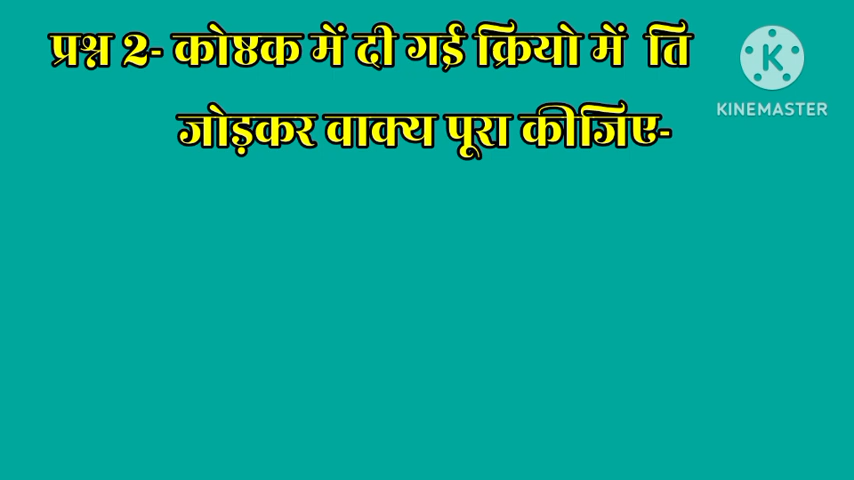 प्रश्न 2- कोष्ठक में दी गई क्रियो में ति
जोड़कर वाक्य पूरा कीजिए-
K
KINEMASTER